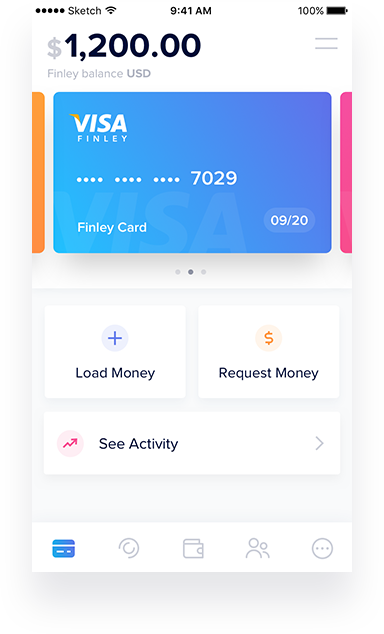 Sketch 9:41 AM 100%
$1,200.00
Finley balance USD
VISA
FINLEY
•••• •••• •••• 7029
VISA
Finley Card 09/20
Load Money Request Money
See Activity